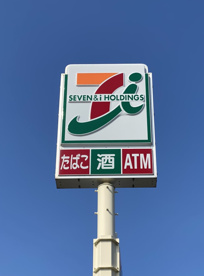 SEVEN&i HOLDINGS
たばこ 酒 ATM